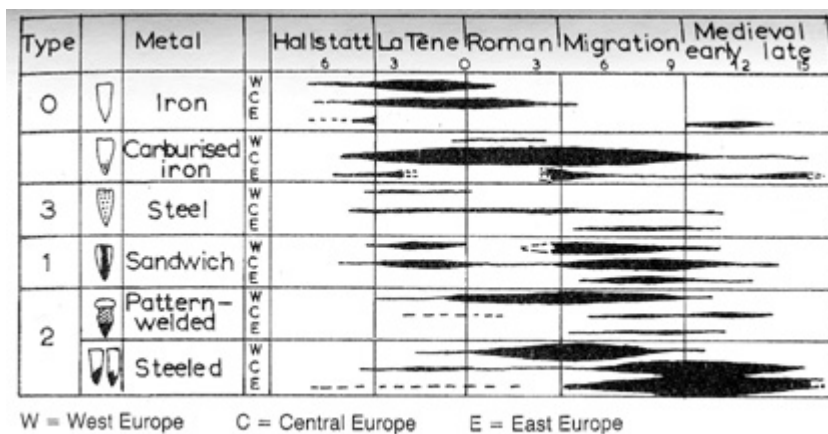 Type Metal Hallstatt La Tène Roman Migration Medieval
early late
6 3 0 3 6 9 12 15
0 Iron W C E
Carburised iron W C E
3 Steel W C E
1 Sandwich W C E
2 Pattern-welded W C E
Steeled W C E
W = West Europe C = Central Europe E = East Europe